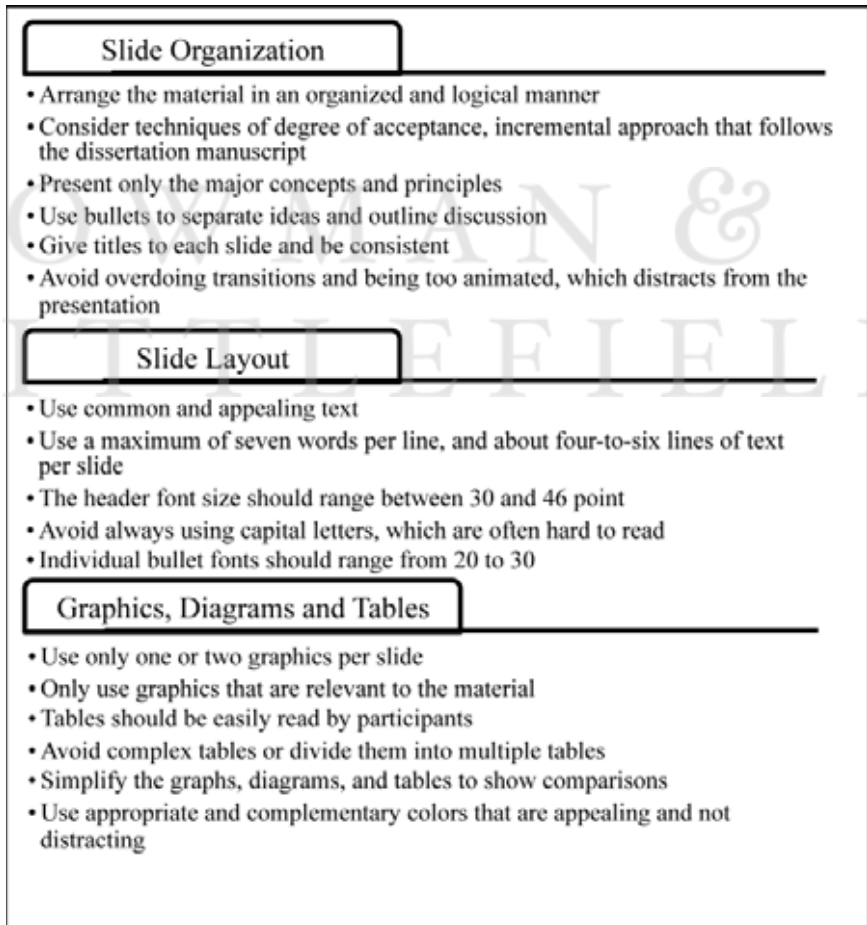 Slide Organization
• Arrange the material in an organized and logical manner
• Consider techniques of degree of acceptance, incremental approach that follows
the dissertation manuscript
• Present only the major concepts and principles
OWMAN &
• Use bullets to separate ideas and outline discussion
• Give titles to each slide and be consistent
• Avoid overdoing transitions and being too animated, which distracts from the
presentation
ITTLEFIEL
Slide Layout
• Use common and appealing text
• Use a maximum of seven words per line, and about four-to-six lines of text
per slide
• The header font size should range between 30 and 46 point
• Avoid always using capital letters, which are often hard to read
• Individual bullet fonts should range from 20 to 30
Graphics, Diagrams and Tables
• Use only one or two graphics per slide
• Only use graphics that are relevant to the material
• Tables should be easily read by participants
• Avoid complex tables or divide them into multiple tables
• Simplify the graphs, diagrams, and tables to show comparisons
• Use appropriate and complementary colors that are appealing and not
distracting